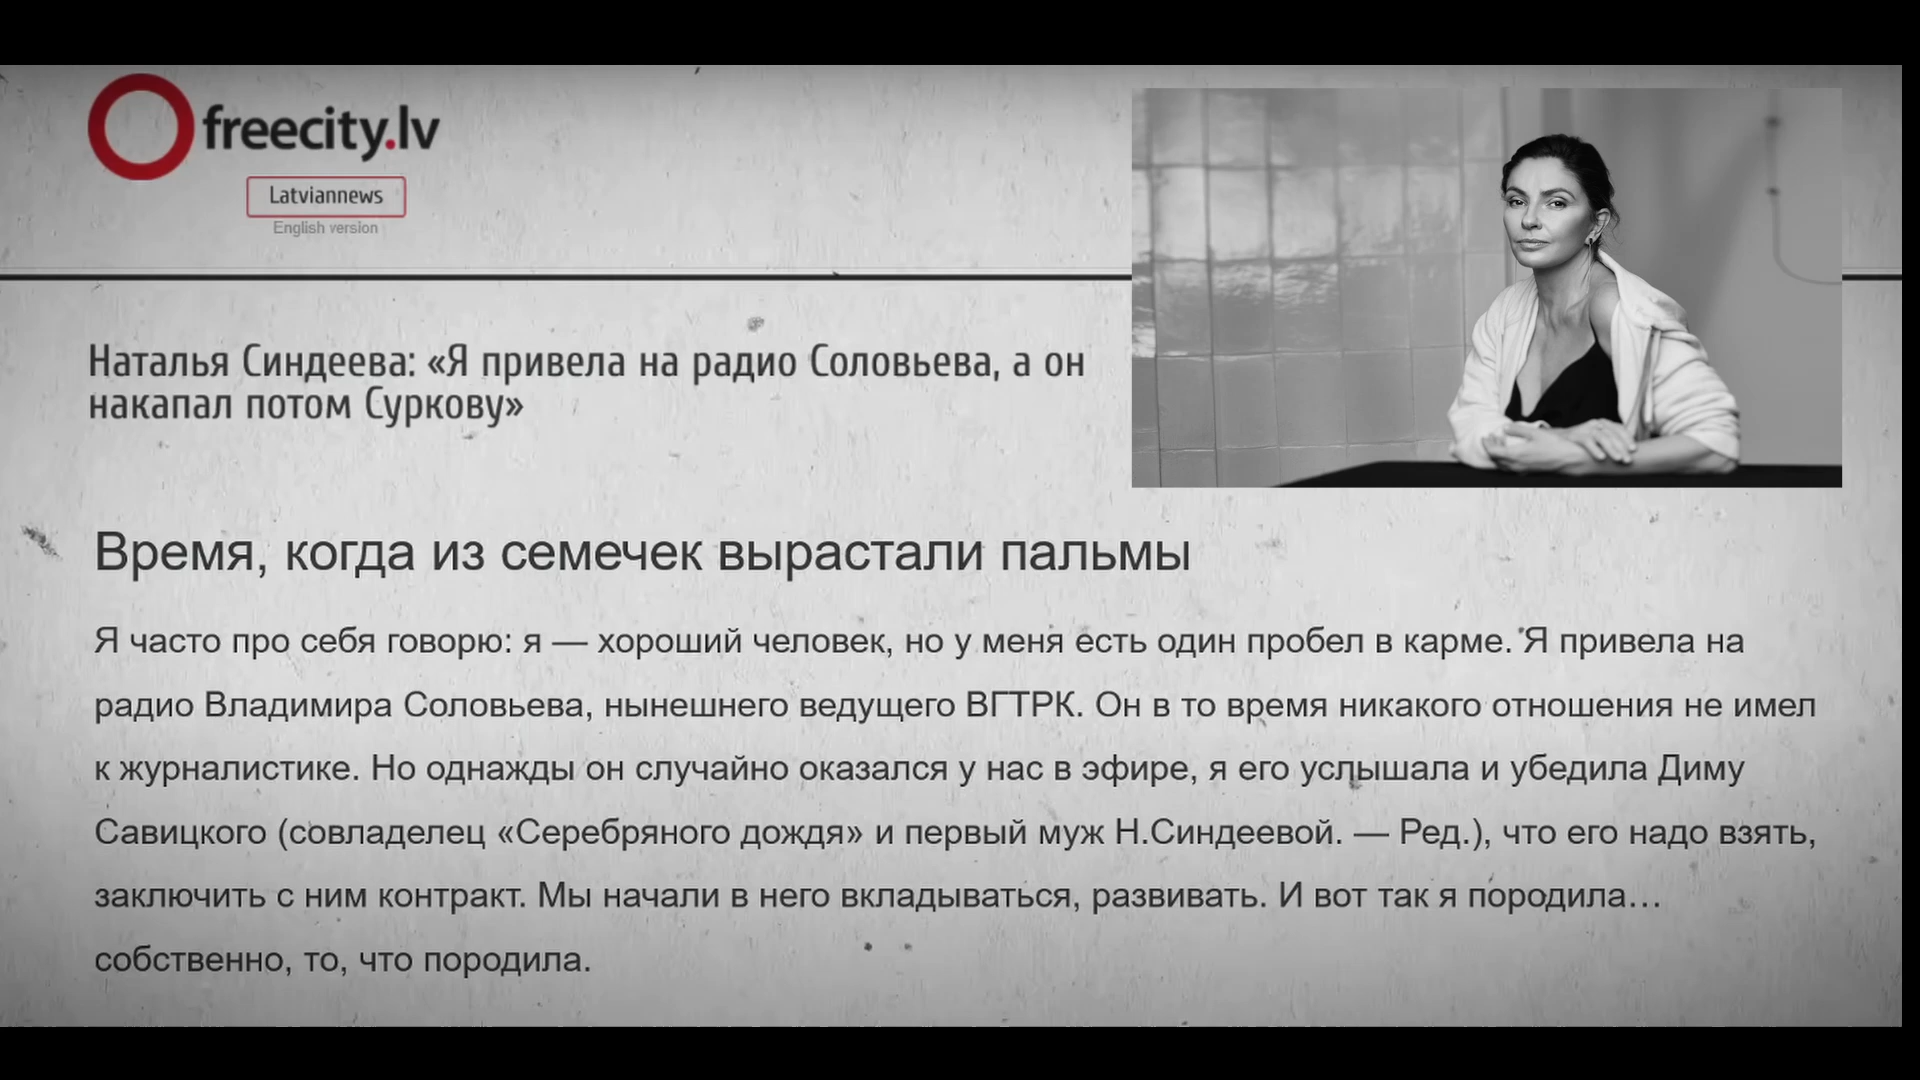 freecity.lv
Latviannews
English version
Наталья Синдеева: «Я привела на радио Соловьева, а он
накапал потом Суркову»
Время, когда из семечек вырастали пальмы
Я часто про себя говорю: я — хороший человек, но у меня есть один пробел в карме. Я привела на
радио Владимира Соловьева, нынешнего ведущего ВГТРК. Он в то время никакого отношения не имел
к журналистике. Но однажды он случайно оказался у нас в эфире, я его услышала и убедила Диму
Савицкого (совладелец «Серебряного дождя» и первый муж Н.Синдеевой. — Ред.), что его надо взять,
заключить с ним контракт. Мы начали в него вкладываться, развивать. И вот так я породила…
собственно, то, что породила.